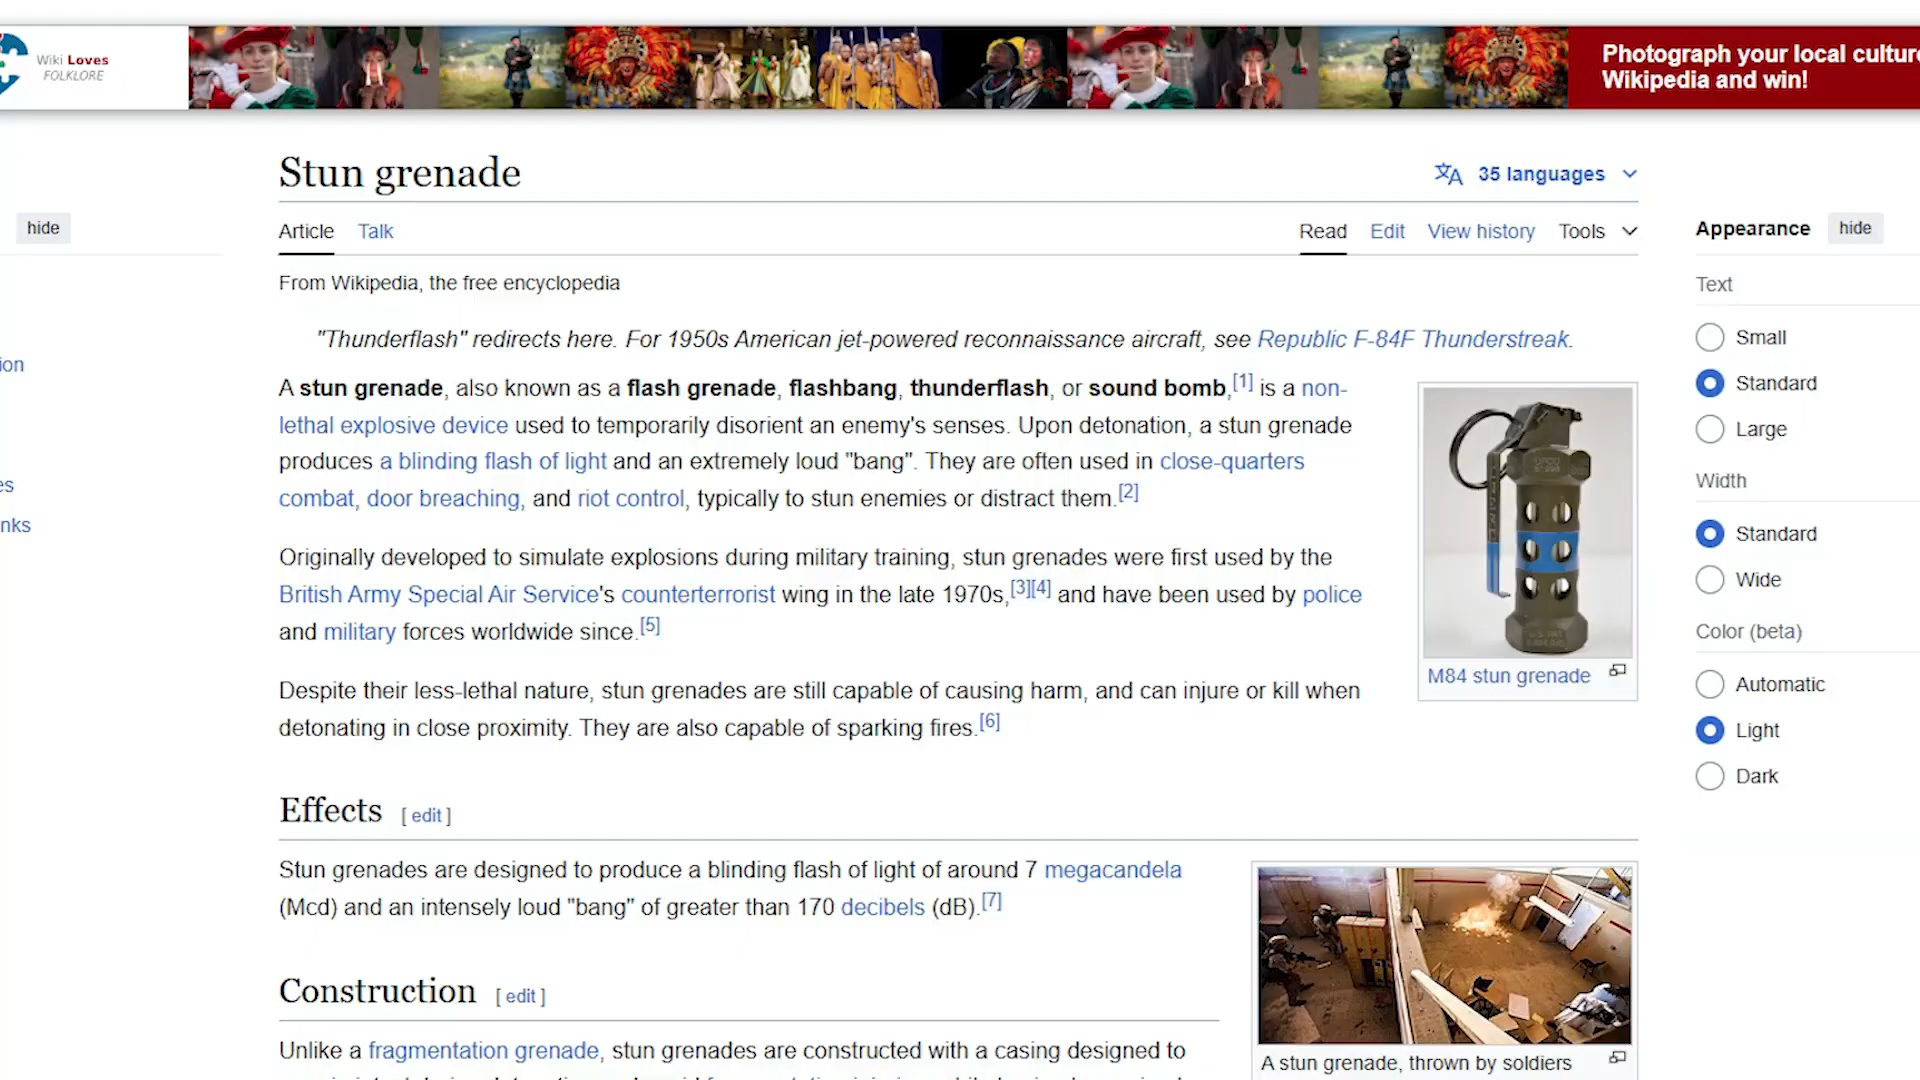 Wiki Loves
FOLKLORE
Photograph your local culture
Wikipedia and win!
Stun grenade
35 languages
hide
Article Talk
Read Edit View history Tools
Appearance hide
From Wikipedia, the free encyclopedia
Text
"Thunderflash" redirects here. For 1950s American jet-powered reconnaissance aircraft, see Republic F-84F Thunderstreak.
Small
ion
A stun grenade, also known as a flash grenade, flashbang, thunderflash, or sound bomb,[1] is a non-
lethal explosive device used to temporarily disorient an enemy's senses. Upon detonation, a stun grenade
produces a blinding flash of light and an extremely loud "bang". They are often used in close-quarters
combat, door breaching, and riot control, typically to stun enemies or distract them.[2]
Standard
Large
Width
es
nks
Standard
Originally developed to simulate explosions during military training, stun grenades were first used by the
British Army Special Air Service's counterterrorist wing in the late 1970s,[3][4] and have been used by police
and military forces worldwide since.[5]
Wide
Color (beta)
M84 stun grenade
Despite their less-lethal nature, stun grenades are still capable of causing harm, and can injure or kill when
detonating in close proximity. They are also capable of sparking fires.[6]
Automatic
Light
Dark
Effects [ edit ]
Stun grenades are designed to produce a blinding flash of light of around 7 megacandela
(Mcd) and an intensely loud "bang" of greater than 170 decibels (dB).[7]
Construction [ edit ]
Unlike a fragmentation grenade, stun grenades are constructed with a casing designed to
A stun grenade, thrown by soldiers